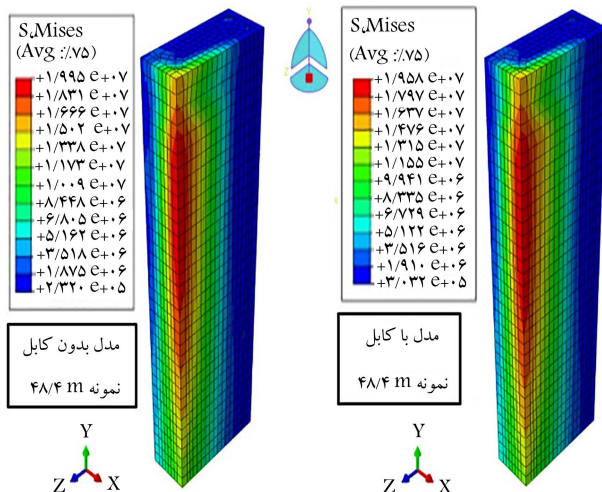 S،Mises
(Avg :٪۷۵)
+۱/۹۹۵ e+۰۷
+۱/۸۳۱ e+۰۷
+۱/۶۶۶ e+۰۷
+۱/۵۰۲ e+۰۷
+۱/۳۳۸ e+۰۷
+۱/۱۷۳ e+۰۷
+۱/۰۰۹ e+۰۷
+۸/۴۴۸ e+۰۶
+۶/۸۰۵ e+۰۶
+۵/۱۶۲ e+۰۶
+۳/۵۱۸ e+۰۶
+۱/۸۷۵ e+۰۶
+۲/۳۲۰ e+۰۵
مدل بدون کابل
نمونه ۴۸/۴ m
Y
Z
X
Y
Z
S،Mises
(Avg :٪۷۵)
+۱/۹۵۸ e+۰۷
+۱/۷۹۷ e+۰۷
+۱/۶۳۷ e+۰۷
+۱/۴۷۶ e+۰۷
+۱/۳۱۵ e+۰۷
+۱/۱۵۵ e+۰۷
+۹/۹۴۱ e+۰۶
+۸/۳۳۵ e+۰۶
+۶/۷۲۹ e+۰۶
+۵/۱۲۲ e+۰۶
+۳/۵۱۶ e+۰۶
+۱/۹۱۰ e+۰۶
+۳/۰۳۲ e+۰۵
مدل با کابل
نمونه ۴۸/۴ m
Y
Z
X